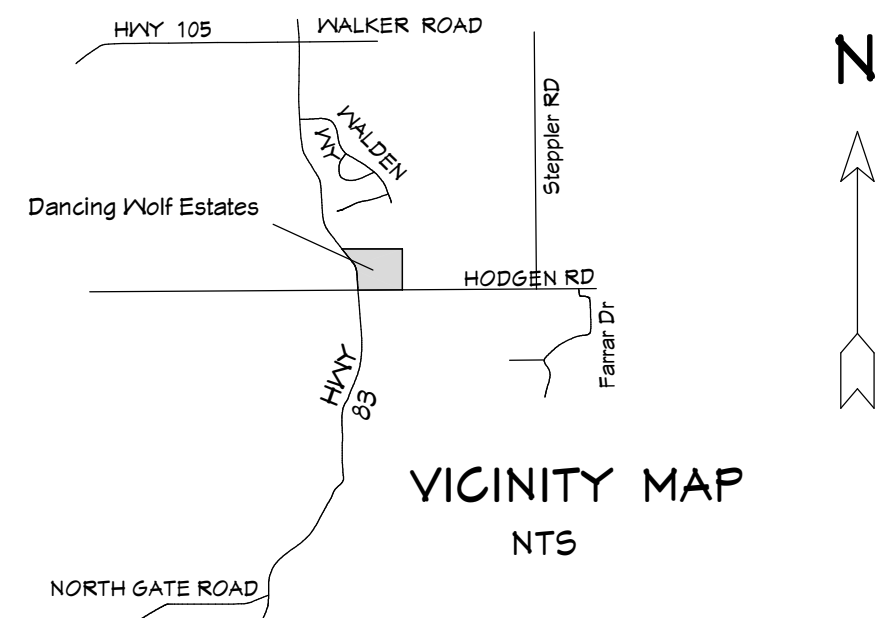 HWY 105
WALKER ROAD
N
WALDEN
WY
Steppler RD
Dancing Wolf Estates
HODGEN RD
Farrar Dr
HWY
83
VICINITY MAP
NTS
NORTH GATE ROAD